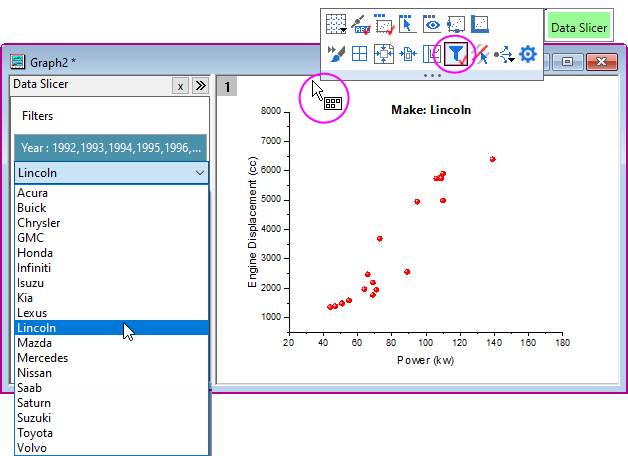 Data Slicer
Graph2 *
Data Slicer
x
1
Filters
Year : 1992,1993,1994,1995,1996,...
Lincoln
Acura
Buick
Chrysler
GMC
Honda
Infiniti
Isuzu
Kia
Lexus
Lincoln
Mazda
Mercedes
Nissan
Saab
Saturn
Suzuki
Toyota
Volvo
Make: Lincoln
Engine Displacement (cc)
8000
7000
6000
5000
4000
3000
2000
1000
20 40 60 80 100 120 140 160 180
Power (kw)